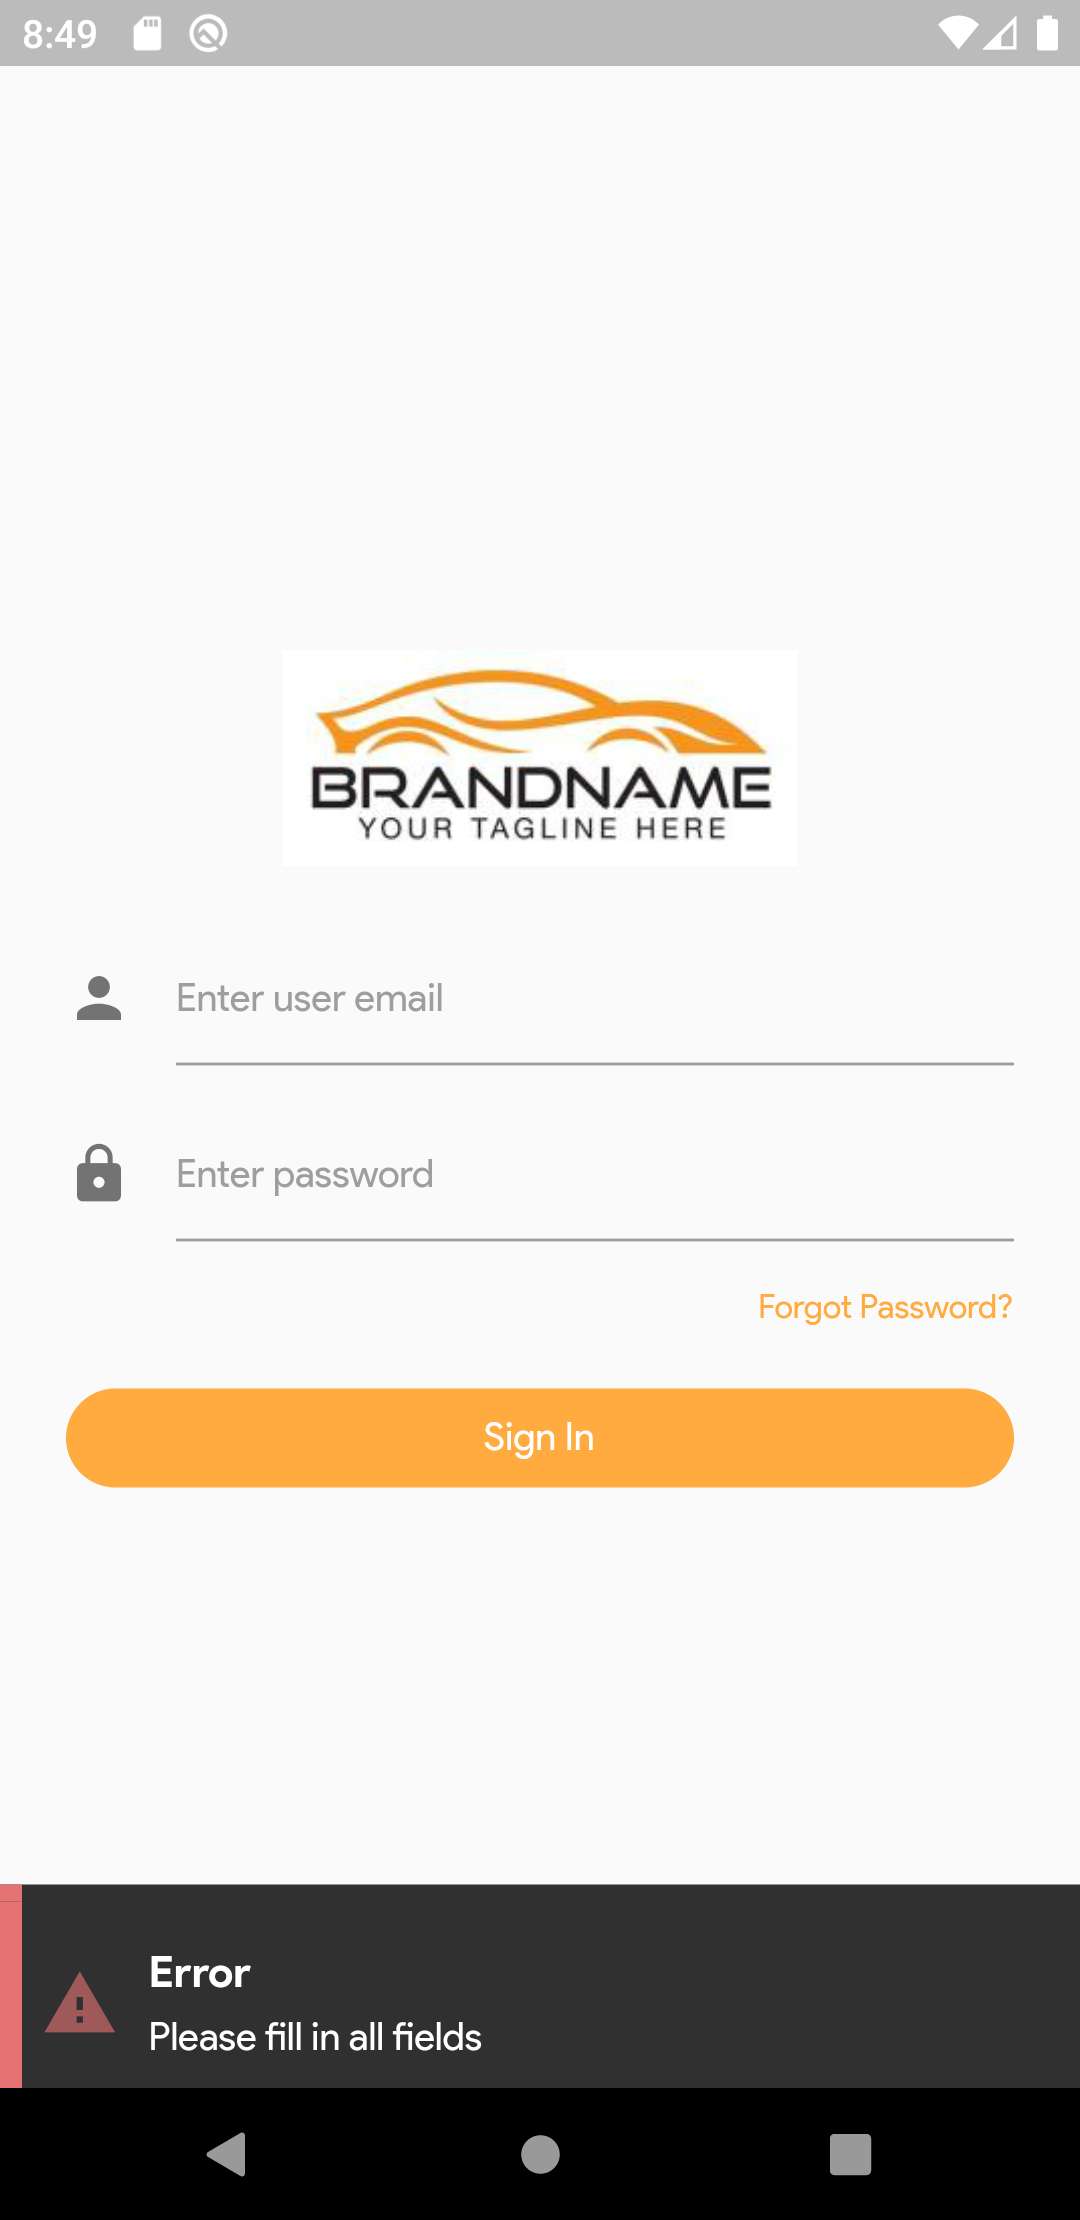 8:49
BRANDNAME
YOUR TAGLINE HERE
Enter user email
Enter password
Forgot Password?
Sign In
Error
Please fill in all fields